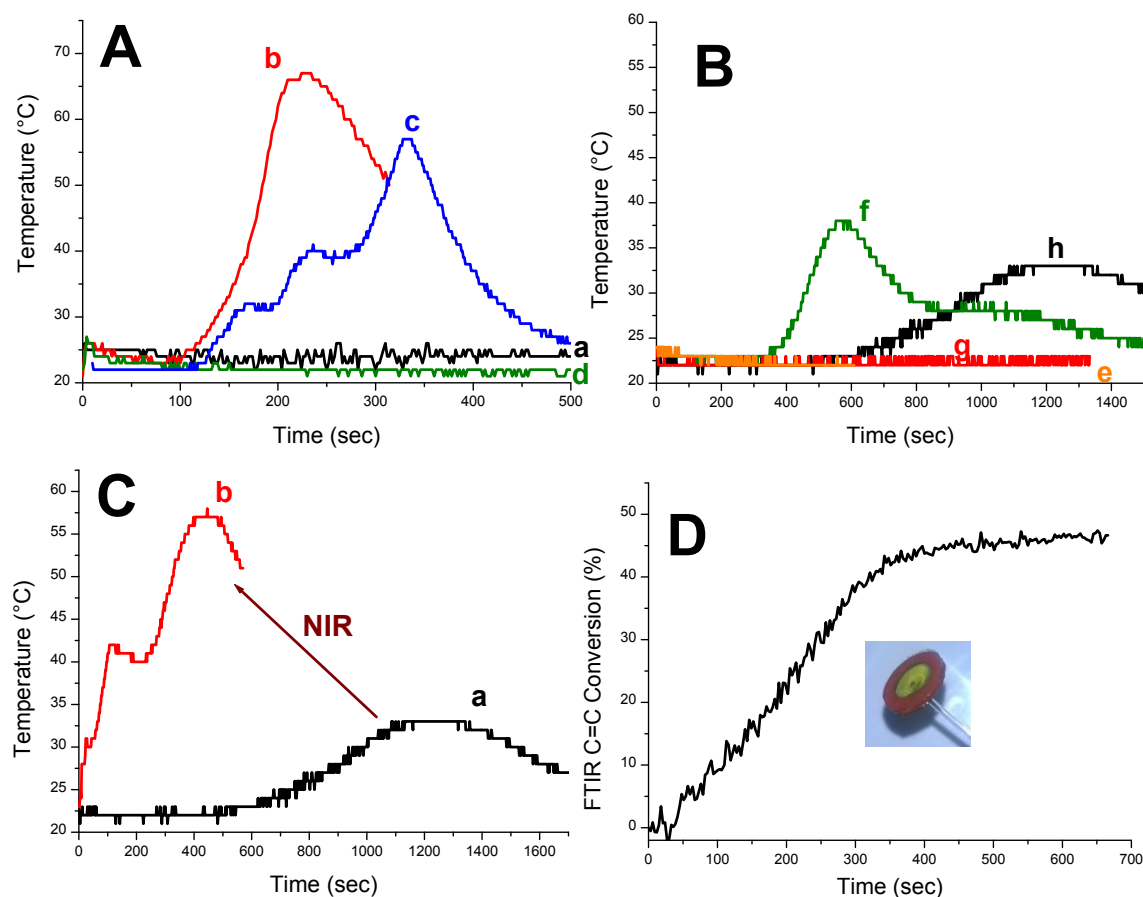 A
Temperature (°C)
70
60
50
40
30
20
0
100
200
300
400
500
Time (sec)
b
c
a
d
B
Temperature (°C)
60
55
50
45
40
35
30
25
20
0
200
400
600
800
1000
1200
1400
Time (sec)
f
h
g
e
C
Temperature (°C)
60
55
50
45
40
35
30
25
20
0
200
400
600
800
1000
1200
1400
1600
Time (sec)
b
NIR
a
D
FTIR C=C Conversion (%)
50
40
30
20
10
0
0
100
200
300
400
500
600
700
Time (sec)